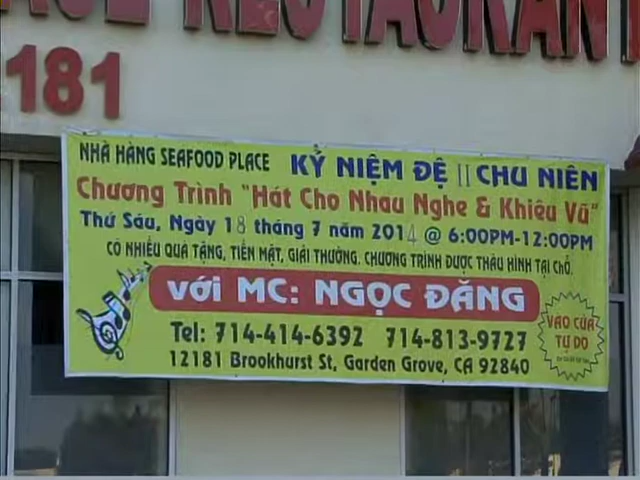 RESTAURAN
181
NHÀ HÀNG SEAFOOD PLACE KỶ NIỆM ĐỆ II CHU NIÊN
Chương Trình "Hát Cho Nhau Nghe & Khiêu Vũ"
Thứ Sáu, Ngày 18 tháng 7 năm 2014 @ 6:00PM-12:00PM
CÓ NHIỀU QUÀ TẶNG, TIỀN MẶT, GIẢI THƯỞNG. CHƯƠNG TRÌNH ĐƯỢC THÂU HÌNH TẠI CHỖ.
với MC: NGỌC ĐĂNG
VÀO CỬA
TỰ DO
Tel: 714-414-6392 714-813-9727
12181 Brookhurst St, Garden Grove, CA 92840